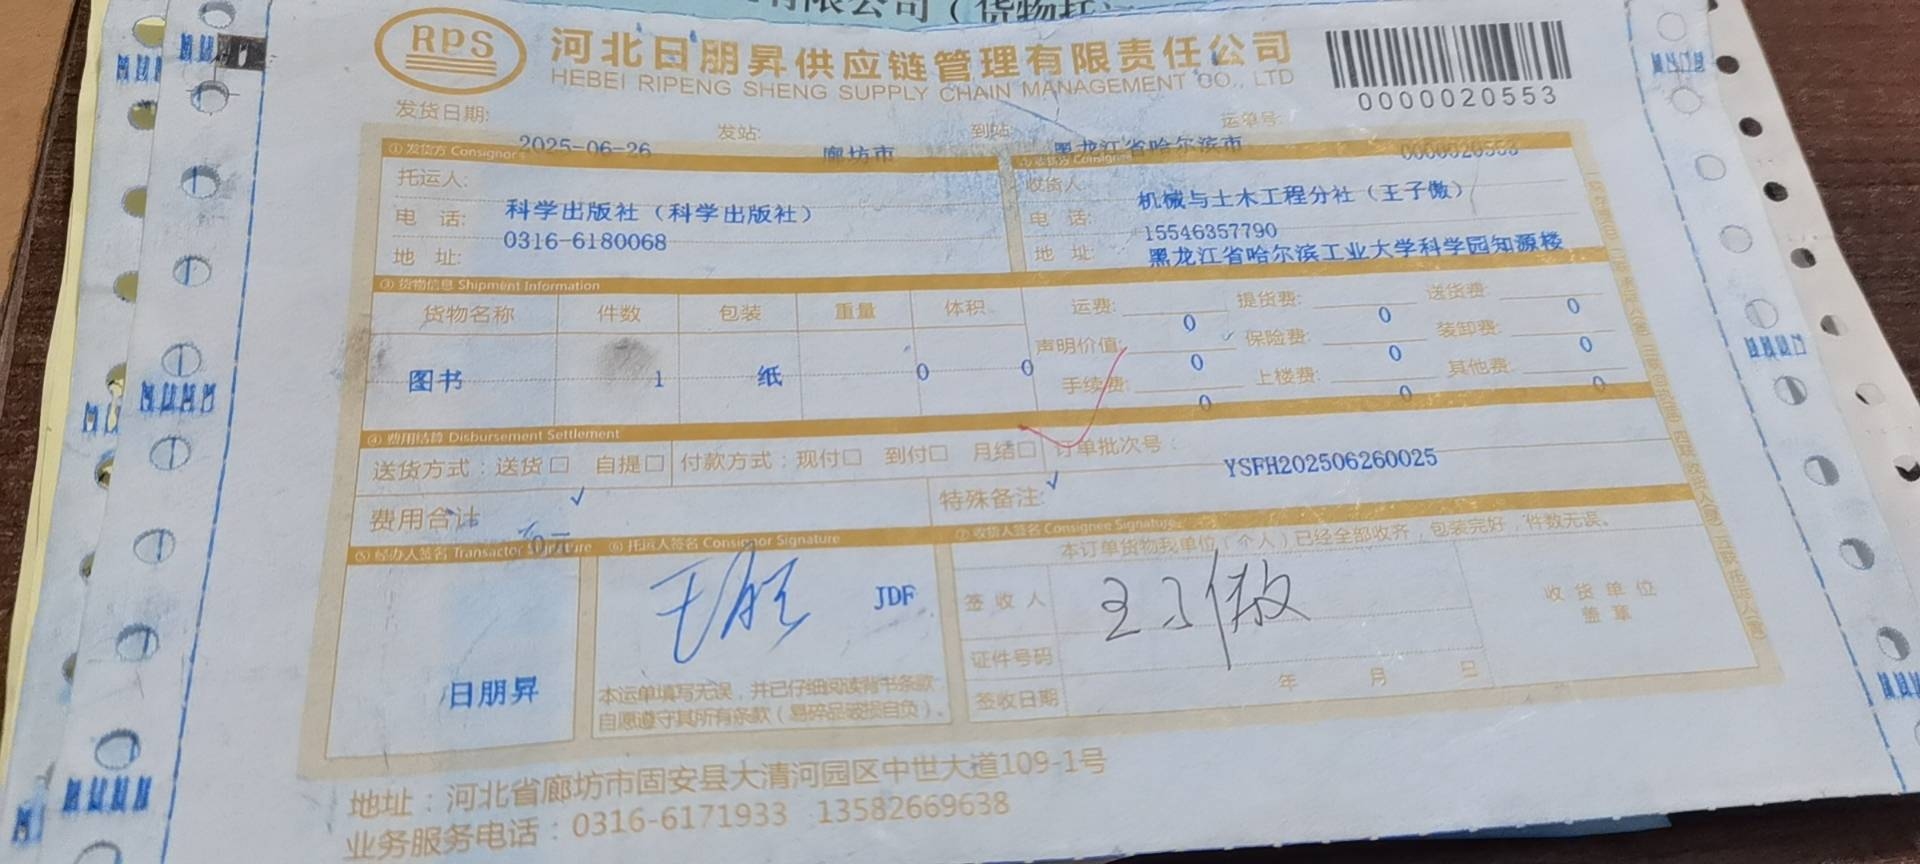 有限公司（货物托运
RPS
河北日朋昇供应链管理有限责任公司
HEBEI RIPENG SHENG SUPPLY CHAIN MANAGEMENT CO., LTD
0000020553
发货日期: 2025-06-26 发站: 廊坊市 到站: 黑龙江省哈尔滨市 运单号: 0000020553
① 发货方 Consignor
托运人: 科学出版社（科学出版社）
电 话: 0316-6180068
地 址:
② 收货方 Consignee
收货人: 机械与土木工程分社（王子傲）
电 话: 15546357790
地 址: 黑龙江省哈尔滨工业大学科学园知源楼
③ 货物信息 Shipment Information
货物名称 件数 包装 重量 体积
图书 1 纸 0 0
运费: 0 提货费: 0 送货费: 0
声明价值: 0 保险费: 0 装卸费: 0
手续费: 0 上楼费: 0 其他费: 0
④ 费用结算 Disbursement Settlement
送货方式：送货□ 自提□ 付款方式：现付□ 到付□ 月结□ 订单批次号： YSFH202506260025
✓ ✓
费用合计 特殊备注:
⑤ 经办人签名 Transactor Signature
日朋昇
⑥ 托运人签名 Consignor Signature
JDF
本运单填写无误，并已仔细阅读背书条款
自愿遵守其所有条款（易碎品破损自负）。
⑦ 收货人签名 Consignee Signature
本订单货物我单位（个人）已经全部收齐，包装完好，件数无误。
签 收 人 王子傲
证件号码
签收日期 年 月 日
收 货 单 位
盖 章
地址：河北省廊坊市固安县大清河园区中世大道109-1号
业务服务电话：0316-6171933 13582669638